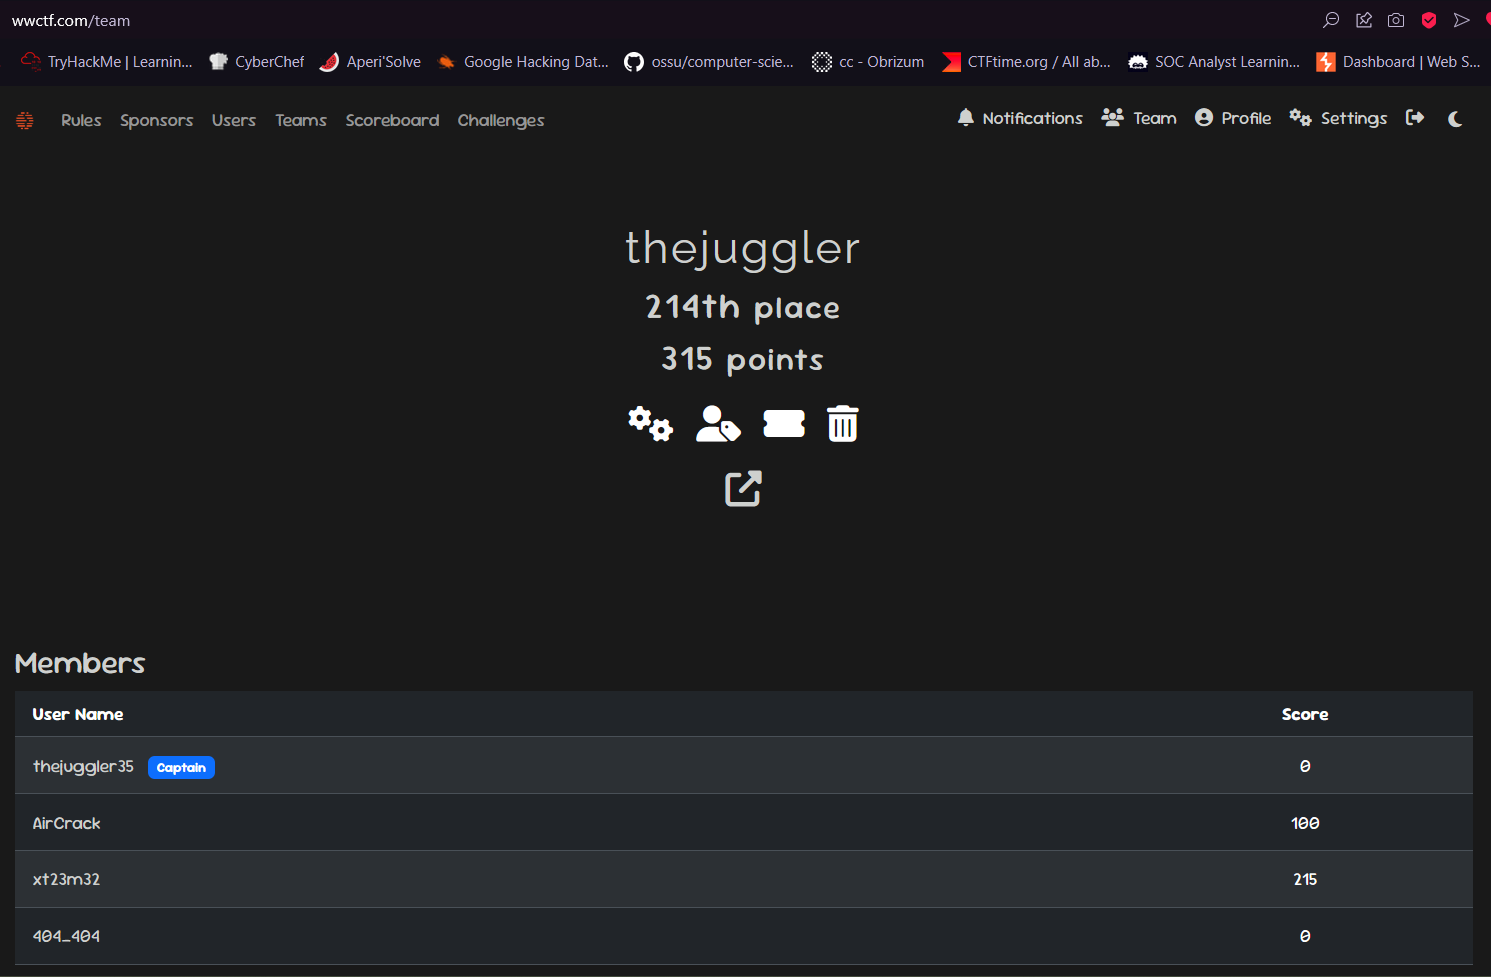 wwctf.com/team
TryHackMe | Learnin... CyberChef Aperi'Solve Google Hacking Dat... ossu/computer-scie... cc - Obrizum CTFtime.org / All ab... SOC Analyst Learnin... Dashboard | Web S...
Rules Sponsors Users Teams Scoreboard Challenges Notifications Team Profile Settings
thejuggler
214th place
315 points
Members
User Name Score
thejuggler35 Captain 0
AirCrack 100
xt23m32 215
404_404 0